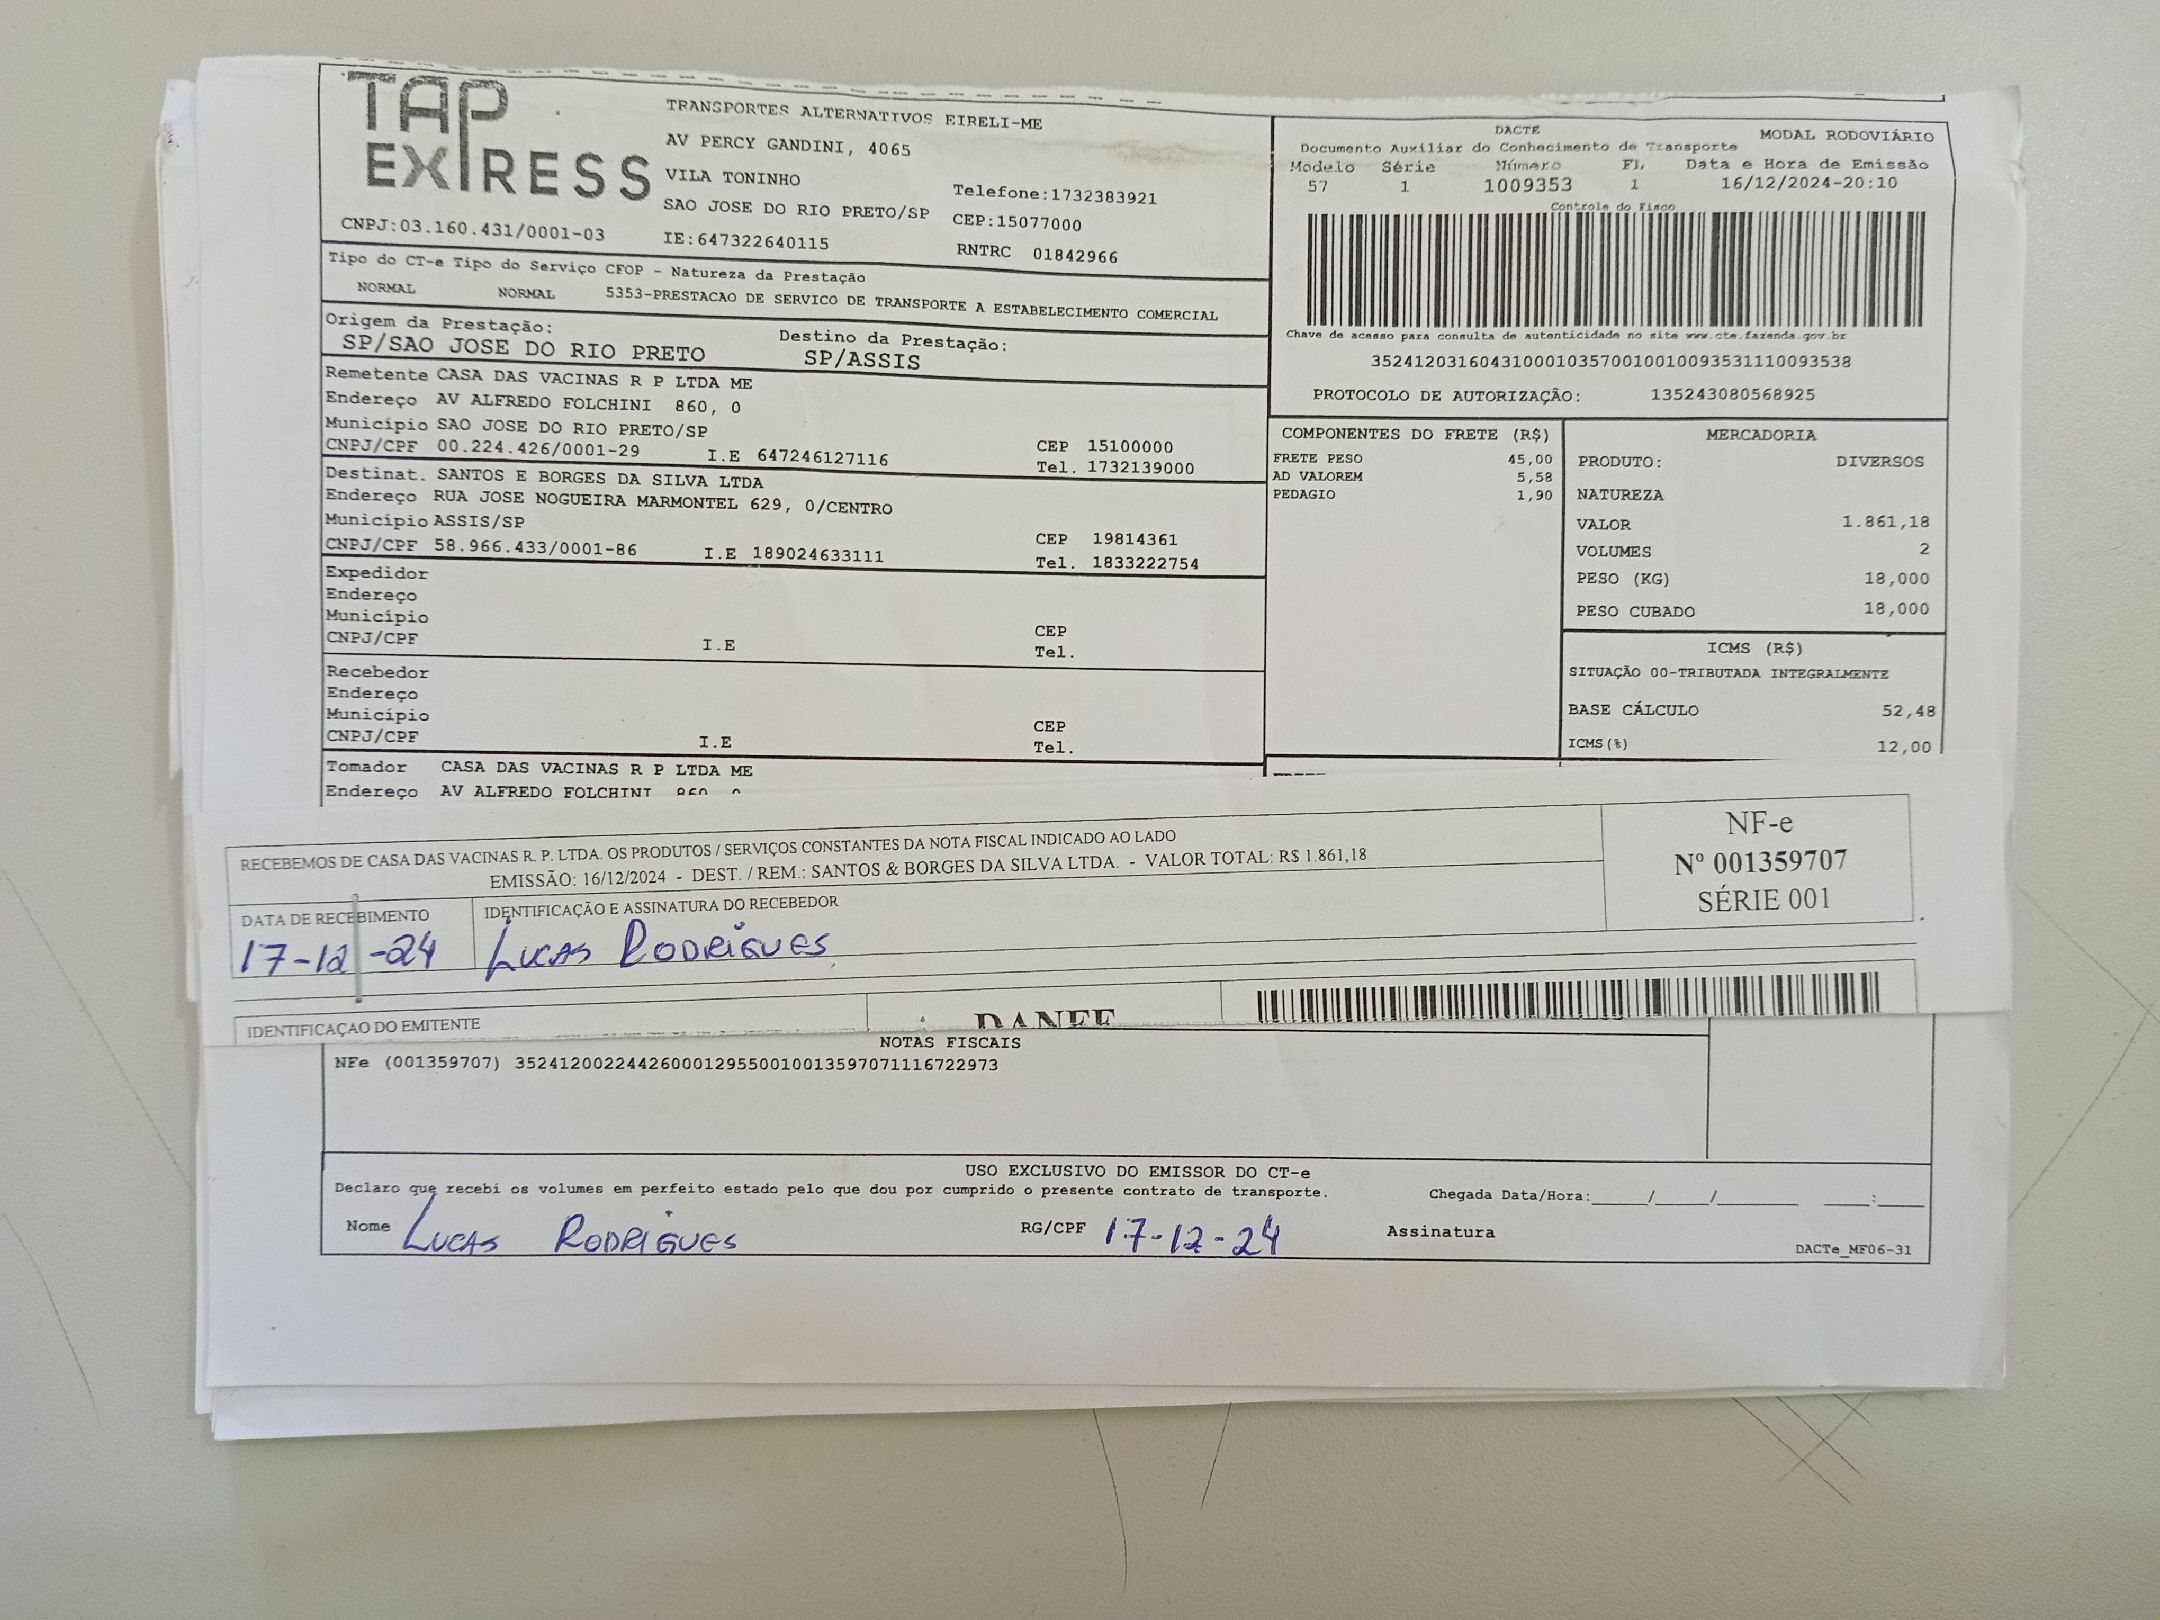 TAP EXPRESS
TRANSPORTES ALTERNATIVOS EIRELI-ME
AV PERCY GANDINI, 4065
VILA TONINHO
Telefone:1732383921
SAO JOSE DO RIO PRETO/SP CEP:15077000
CNPJ:03.160.431/0001-03 IE:647322640115 RNTRC 01842966
DACTE MODAL RODOVIÁRIO
Documento Auxiliar do Conhecimento de Transporte
Modelo Série Número Fl. Data e Hora de Emissão
57 1 1009353 1 16/12/2024-20:10
Controle do Fisco
Chave de acesso para consulta de autenticidade no site www.cte.fazenda.gov.br
35241203160431000103570010010093531110093538
PROTOCOLO DE AUTORIZAÇÃO: 135243080568925
Tipo do CT-e Tipo do Serviço CFOP - Natureza da Prestação
NORMAL NORMAL 5353-PRESTACAO DE SERVICO DE TRANSPORTE A ESTABELECIMENTO COMERCIAL
Origem da Prestação: Destino da Prestação:
SP/SAO JOSE DO RIO PRETO SP/ASSIS
Remetente CASA DAS VACINAS R P LTDA ME
Endereço AV ALFREDO FOLCHINI 860, 0
Município SAO JOSE DO RIO PRETO/SP CEP 15100000
CNPJ/CPF 00.224.426/0001-29 I.E 647246127116 Tel. 1732139000
Destinat. SANTOS E BORGES DA SILVA LTDA
Endereço RUA JOSE NOGUEIRA MARMONTEL 629, 0/CENTRO
Município ASSIS/SP CEP 19814361
CNPJ/CPF 58.966.433/0001-86 I.E 189024633111 Tel. 1833222754
Expedidor
Endereço
Município CEP
CNPJ/CPF I.E Tel.
Recebedor
Endereço
Município CEP
CNPJ/CPF I.E Tel.
Tomador CASA DAS VACINAS R P LTDA ME
Endereço AV ALFREDO FOLCHINI 860 0
COMPONENTES DO FRETE (R$)
FRETE PESO 45,00
AD VALOREM 5,58
PEDAGIO 1,90
MERCADORIA
PRODUTO: DIVERSOS
NATUREZA
VALOR 1.861,18
VOLUMES 2
PESO (KG) 18,000
PESO CUBADO 18,000
ICMS (R$)
SITUAÇÃO 00-TRIBUTADA INTEGRALMENTE
BASE CÁLCULO 52,48
ICMS(%) 12,00
RECEBEMOS DE CASA DAS VACINAS R. P. LTDA. OS PRODUTOS / SERVIÇOS CONSTANTES DA NOTA FISCAL INDICADO AO LADO
EMISSÃO: 16/12/2024 - DEST. / REM.: SANTOS & BORGES DA SILVA LTDA. - VALOR TOTAL: R$ 1.861,18
NF-e
Nº 001359707
SÉRIE 001
DATA DE RECEBIMENTO IDENTIFICAÇÃO E ASSINATURA DO RECEBEDOR
17-12-24 LUCAS RODRIGUES
IDENTIFICAÇAO DO EMITENTE DANFE
NOTAS FISCAIS
NFe (001359707) 35241200224426000129550010013597071116722973
USO EXCLUSIVO DO EMISSOR DO CT-e
Declaro que recebi os volumes em perfeito estado pelo que dou por cumprido o presente contrato de transporte. Chegada Data/Hora:____/____/______ ___:___
Nome LUCAS RODRIGUES RG/CPF 17-12-24 Assinatura
DACTe_MF06-31